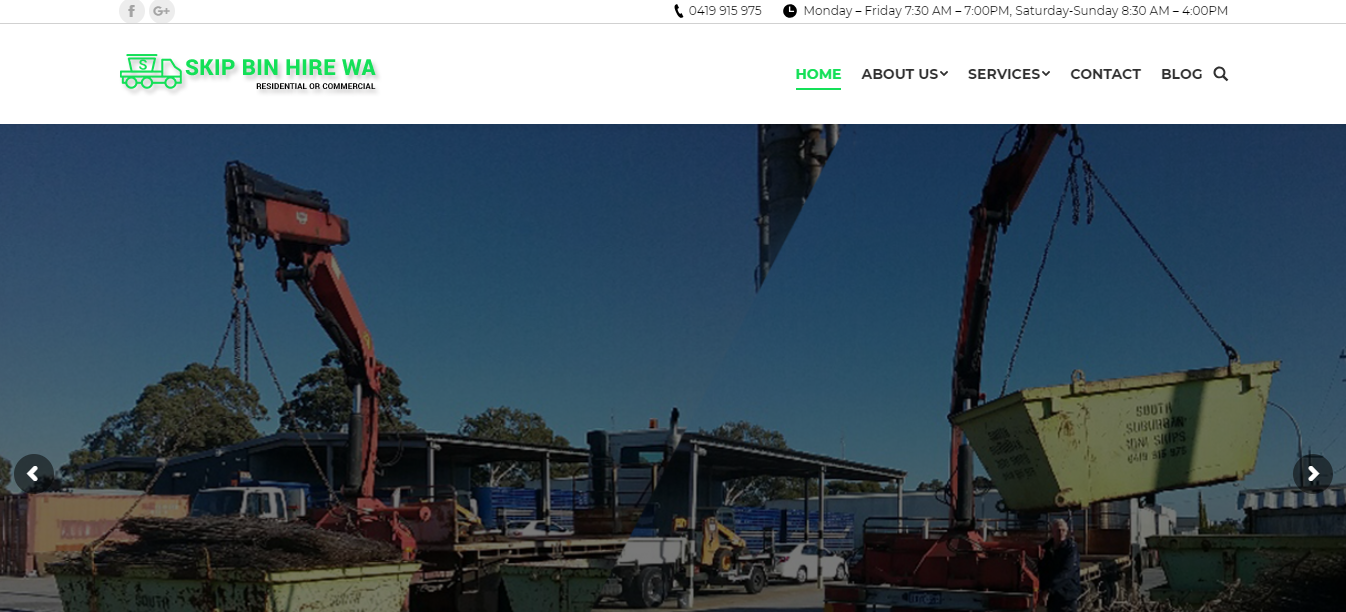 0419 915 975
Monday – Friday 7:30 AM – 7:00PM, Saturday-Sunday 8:30 AM – 4:00PM
S
SKIP BIN HIRE WA
RESIDENTIAL OR COMMERCIAL
HOME
ABOUT US
SERVICES
CONTACT
BLOG
SOUTH
SUBURBAN
MINI SKIPS
0419 915 975
SOUTH